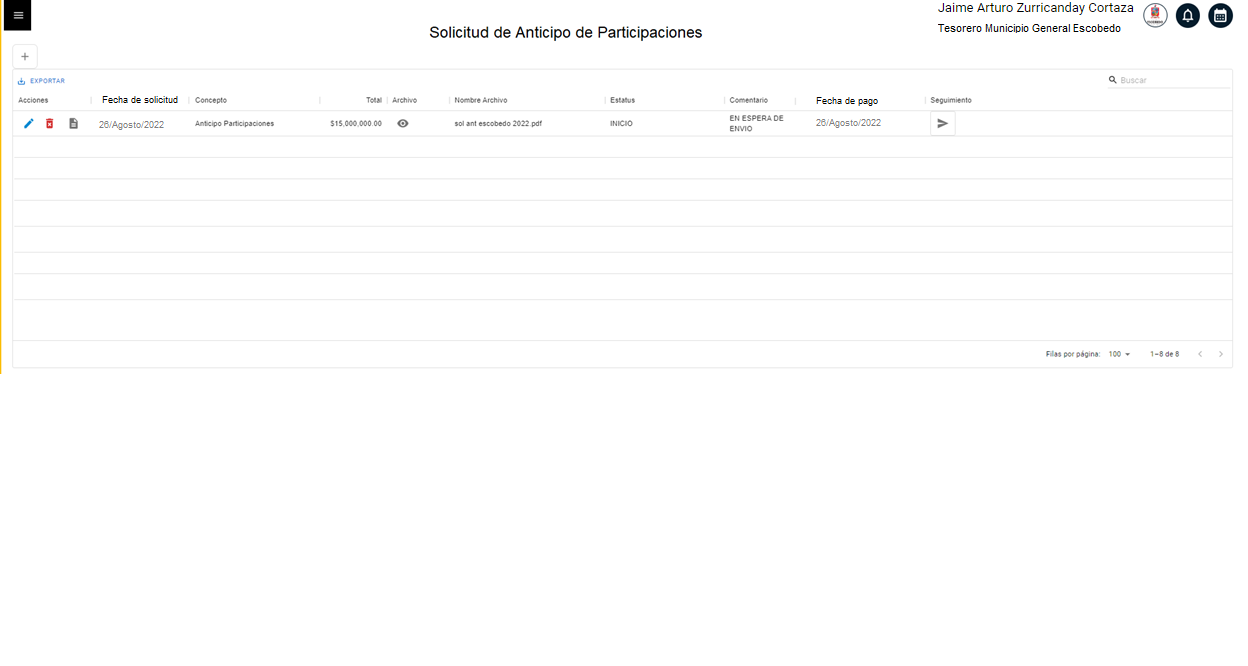 Jaime Arturo Zurricanday Cortaza
Tesorero Municipio General Escobedo
Solicitud de Anticipo de Participaciones
EXPORTAR
Buscar
Acciones Fecha de solicitud Concepto Total Archivo Nombre Archivo Estatus Comentario Fecha de pago Seguimiento
26/Agosto/2022 Anticipo Participaciones $15,000,000.00 sol ant escobedo 2022.pdf INICIO EN ESPERA DE 26/Agosto/2022
ENVIO
Filas por página: 100 1–8 de 8